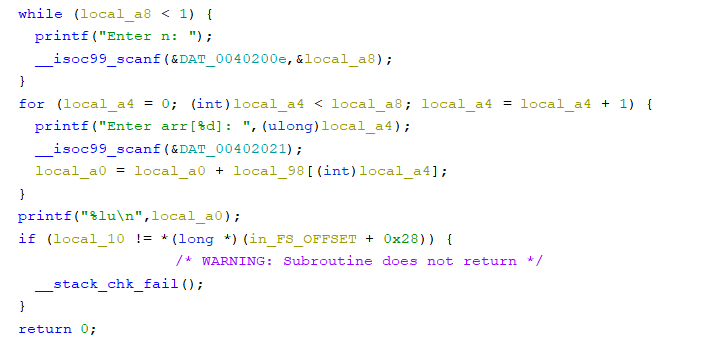 while (local_a8 < 1) {
printf("Enter n: ");
__isoc99_scanf(&DAT_0040200e,&local_a8);
}
for (local_a4 = 0; (int)local_a4 < local_a8; local_a4 = local_a4 + 1) {
printf("Enter arr[%d]: ",(ulong)local_a4);
__isoc99_scanf(&DAT_00402021);
local_a0 = local_a0 + local_98[(int)local_a4];
}
printf("%lu\n",local_a0);
if (local_10 != *(long *)(in_FS_OFFSET + 0x28)) {
/* WARNING: Subroutine does not return */
__stack_chk_fail();
}
return 0;